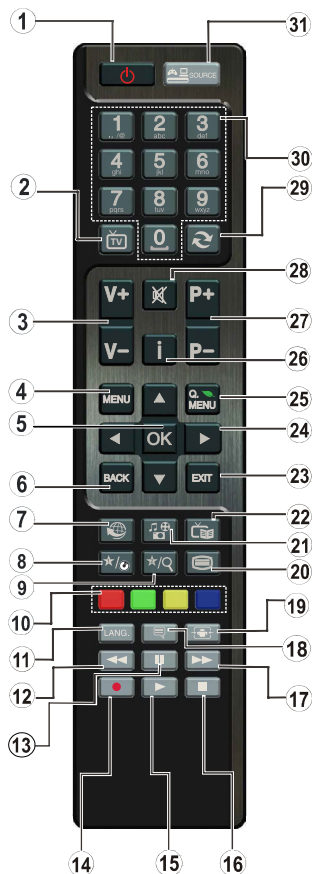 1
31
SOURCE
1
.,'/@
2
abc
3
def
30
4
ghi
5
jkl
6
mno
7
pqrs
8
tuv
9
wxyz
2
TV
0
29
28
V+
P+
3
27
V−
i
P−
26
4
MENU
Q.
MENU
25
5
OK
24
6
BACK
EXIT
23
7
22
21
8
9
20
10
19
11
LANG.
18
12
17
13
14
15
16